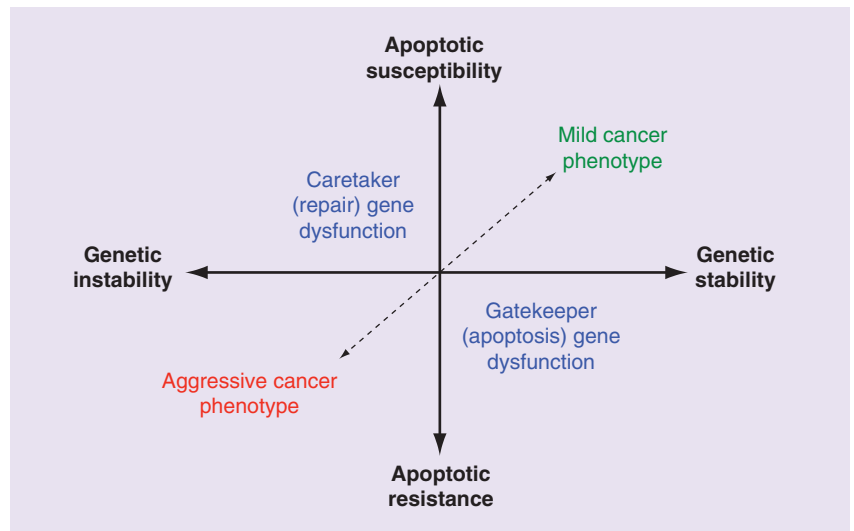 Apoptotic
susceptibility
Mild cancer
phenotype
Caretaker
(repair) gene
dysfunction
Genetic
instability
Genetic
stability
Gatekeeper
(apoptosis) gene
dysfunction
Aggressive cancer
phenotype
Apoptotic
resistance